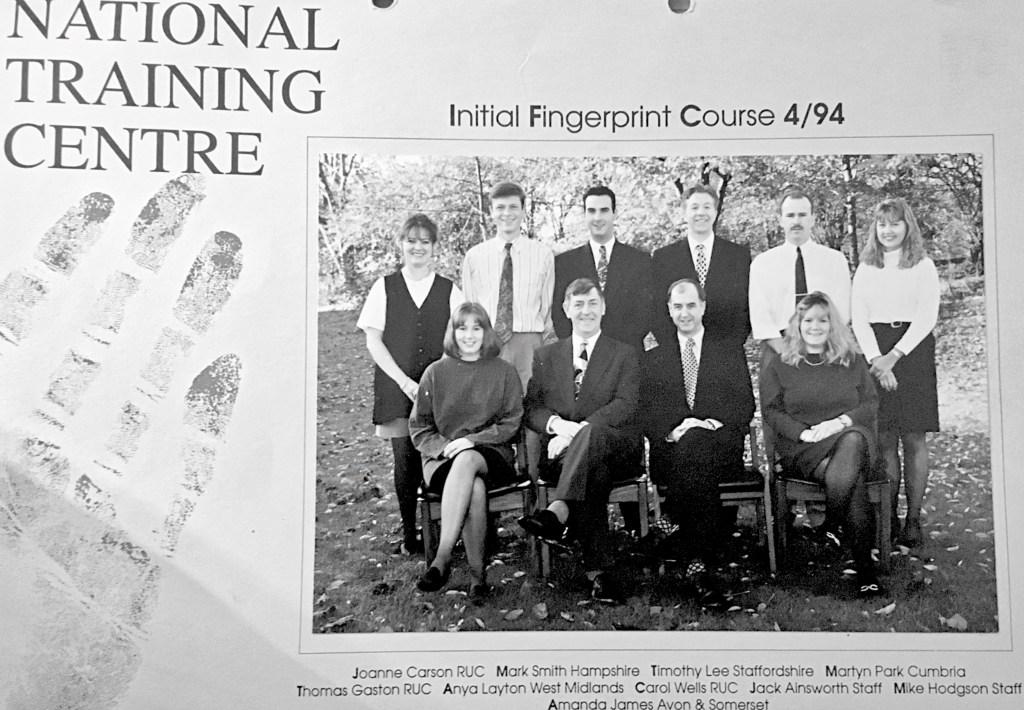 NATIONAL
TRAINING
CENTRE
Initial Fingerprint Course 4/94
Joanne Carson RUC Mark Smith Hampshire Timothy Lee Staffordshire Martyn Park Cumbria
Thomas Gaston RUC Anya Layton West Midlands Carol Wells RUC Jack Ainsworth Staff Mike Hodgson Staff
Amanda James Avon & Somerset